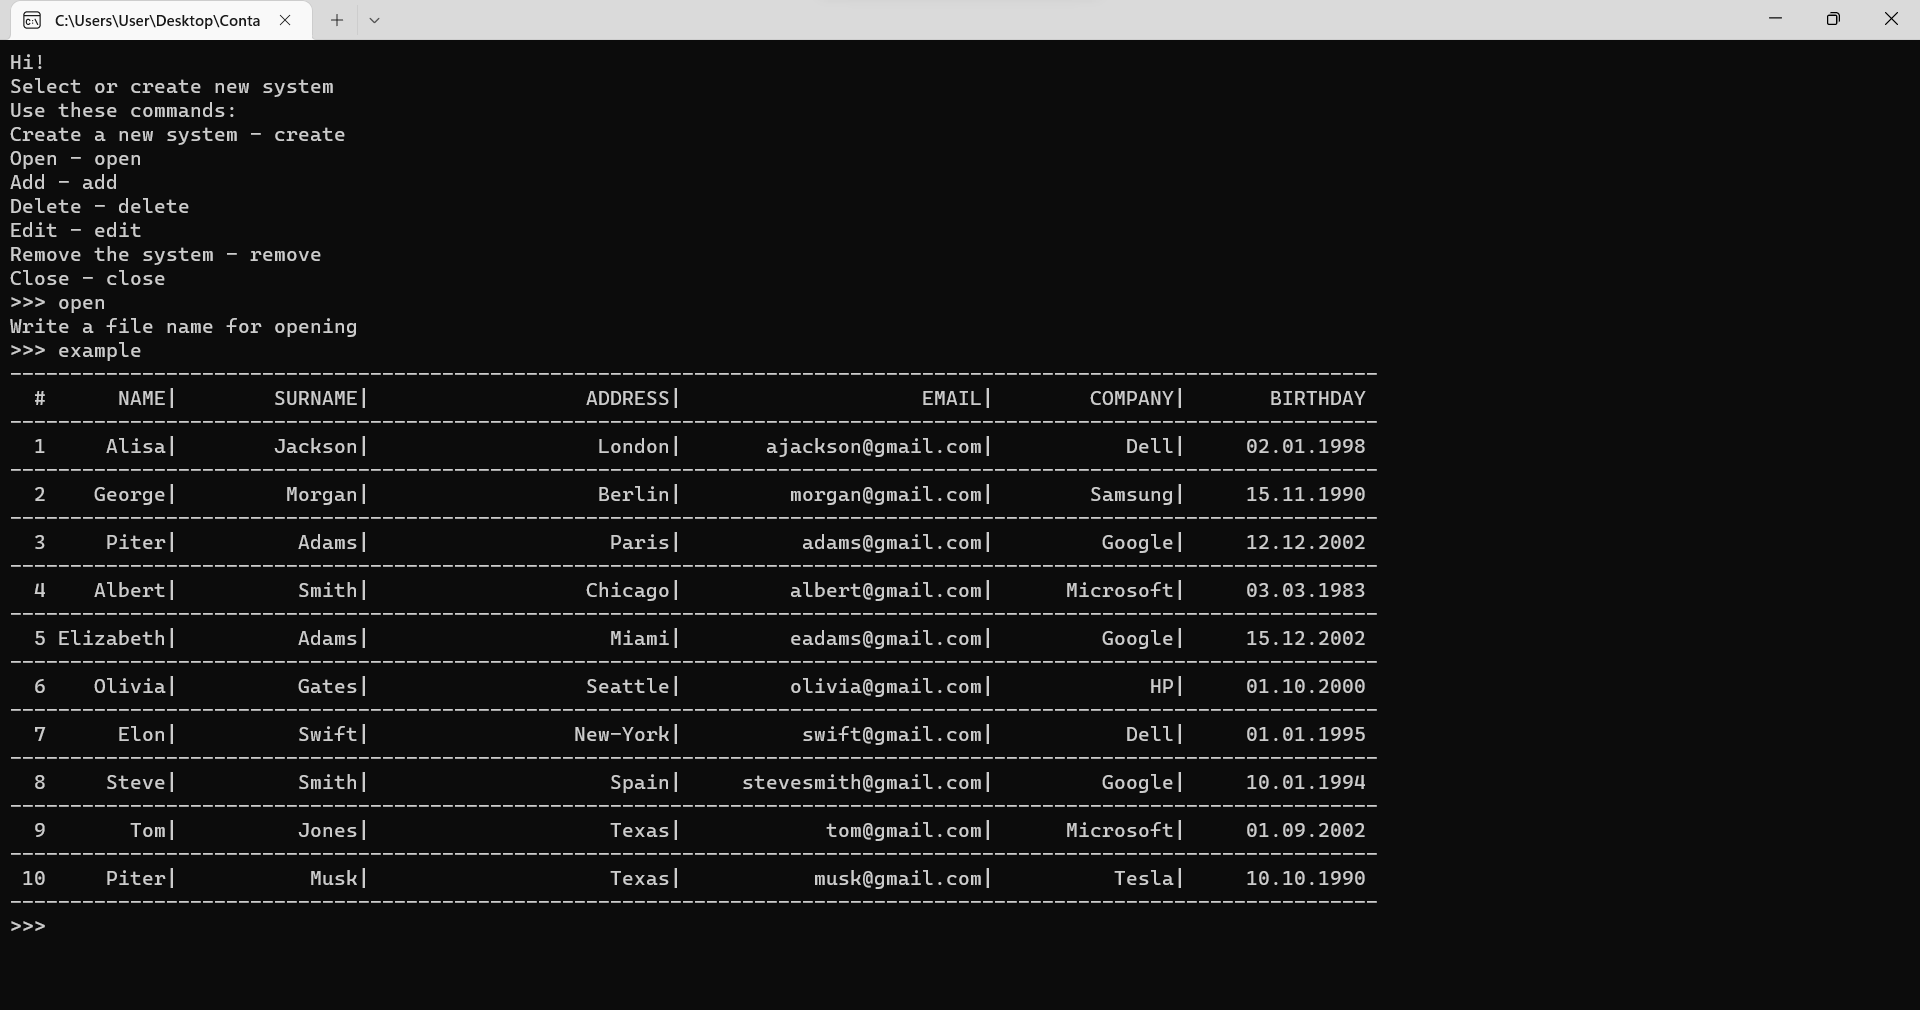 C:\Users\User\Desktop\Conta
Hi!
Select or create new system
Use these commands:
Create a new system - create
Open - open
Add - add
Delete - delete
Edit - edit
Remove the system - remove
Close - close
>>> open
Write a file name for opening
>>> example
------------------------------------------------------------------------------------------------------------------
  #      NAME|        SURNAME|                  ADDRESS|                    EMAIL|        COMPANY|       BIRTHDAY
------------------------------------------------------------------------------------------------------------------
  1     Alisa|        Jackson|                   London|       ajackson@gmail.com|           Dell|     02.01.1998
------------------------------------------------------------------------------------------------------------------
  2    George|         Morgan|                   Berlin|         morgan@gmail.com|        Samsung|     15.11.1990
------------------------------------------------------------------------------------------------------------------
  3     Piter|          Adams|                    Paris|          adams@gmail.com|         Google|     12.12.2002
------------------------------------------------------------------------------------------------------------------
  4    Albert|          Smith|                  Chicago|         albert@gmail.com|      Microsoft|     03.03.1983
------------------------------------------------------------------------------------------------------------------
  5 Elizabeth|          Adams|                    Miami|         eadams@gmail.com|         Google|     15.12.2002
------------------------------------------------------------------------------------------------------------------
  6    Olivia|          Gates|                  Seattle|         olivia@gmail.com|             HP|     01.10.2000
------------------------------------------------------------------------------------------------------------------
  7      Elon|          Swift|                 New-York|          swift@gmail.com|           Dell|     01.01.1995
------------------------------------------------------------------------------------------------------------------
  8     Steve|          Smith|                    Spain|     stevesmith@gmail.com|         Google|     10.01.1994
------------------------------------------------------------------------------------------------------------------
  9       Tom|          Jones|                    Texas|            tom@gmail.com|      Microsoft|     01.09.2002
------------------------------------------------------------------------------------------------------------------
 10     Piter|           Musk|                    Texas|           musk@gmail.com|          Tesla|     10.10.1990
------------------------------------------------------------------------------------------------------------------
>>>